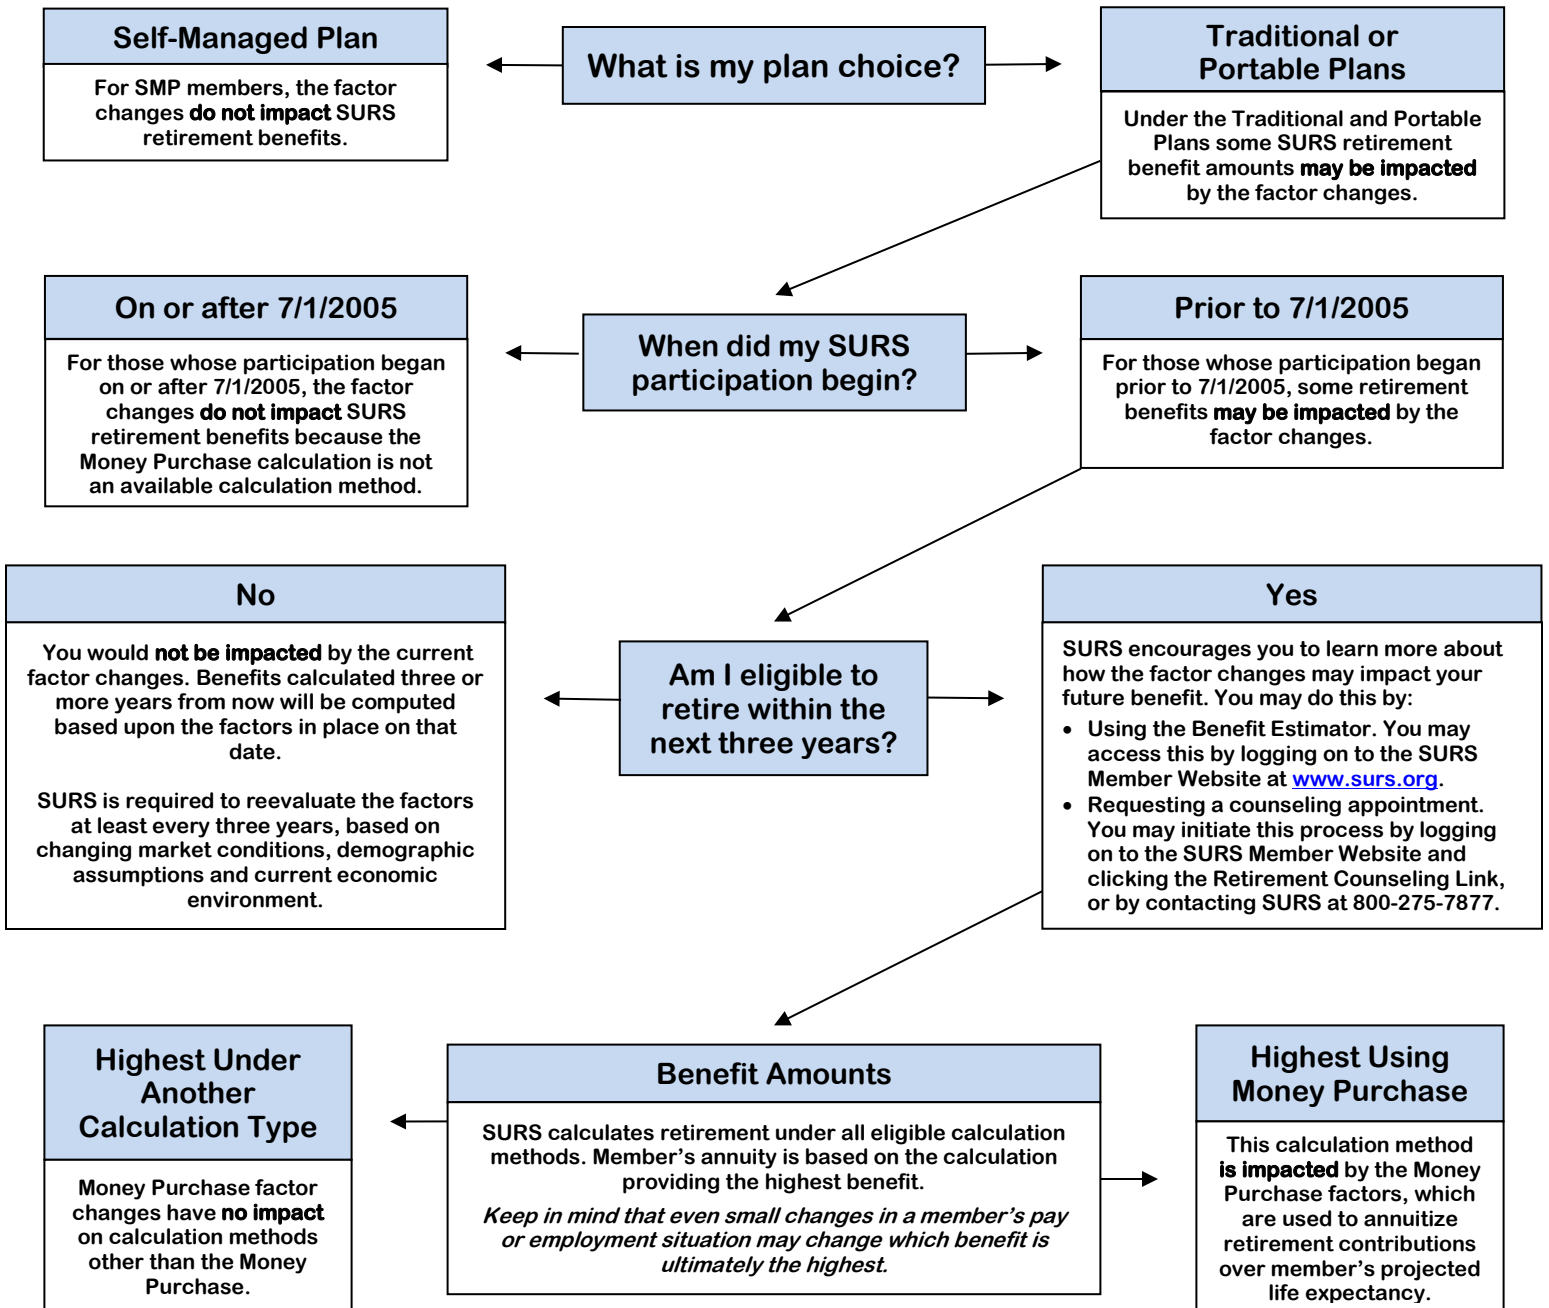 Self-Managed Plan
For SMP members, the factor
changes do not impact SURS
retirement benefits.
What is my plan choice?
Traditional or
Portable Plans
Under the Traditional and Portable
Plans some SURS retirement
benefit amounts may be impacted
by the factor changes.
On or after 7/1/2005
For those whose participation began
on or after 7/1/2005, the factor
changes do not impact SURS
retirement benefits because the
Money Purchase calculation is not
an available calculation method.
When did my SURS
participation begin?
Prior to 7/1/2005
For those whose participation began
prior to 7/1/2005, some retirement
benefits may be impacted by the
factor changes.
No
You would not be impacted by the current
factor changes. Benefits calculated three or
more years from now will be computed
based upon the factors in place on that
date.
SURS is required to reevaluate the factors
at least every three years, based on
changing market conditions, demographic
assumptions and current economic
environment.
Am I eligible to
retire within the
next three years?
Yes
SURS encourages you to learn more about
how the factor changes may impact your
future benefit. You may do this by:
• Using the Benefit Estimator. You may
access this by logging on to the SURS
Member Website at www.surs.org.
• Requesting a counseling appointment.
You may initiate this process by logging
on to the SURS Member Website and
clicking the Retirement Counseling Link,
or by contacting SURS at 800-275-7877.
Highest Under
Another
Calculation Type
Money Purchase factor
changes have no impact
on calculation methods
other than the Money
Purchase.
Benefit Amounts
SURS calculates retirement under all eligible calculation
methods. Member's annuity is based on the calculation
providing the highest benefit.
Keep in mind that even small changes in a member's pay
or employment situation may change which benefit is
ultimately the highest.
Highest Using
Money Purchase
This calculation method
is impacted by the Money
Purchase factors, which
are used to annuitize
retirement contributions
over member's projected
life expectancy.